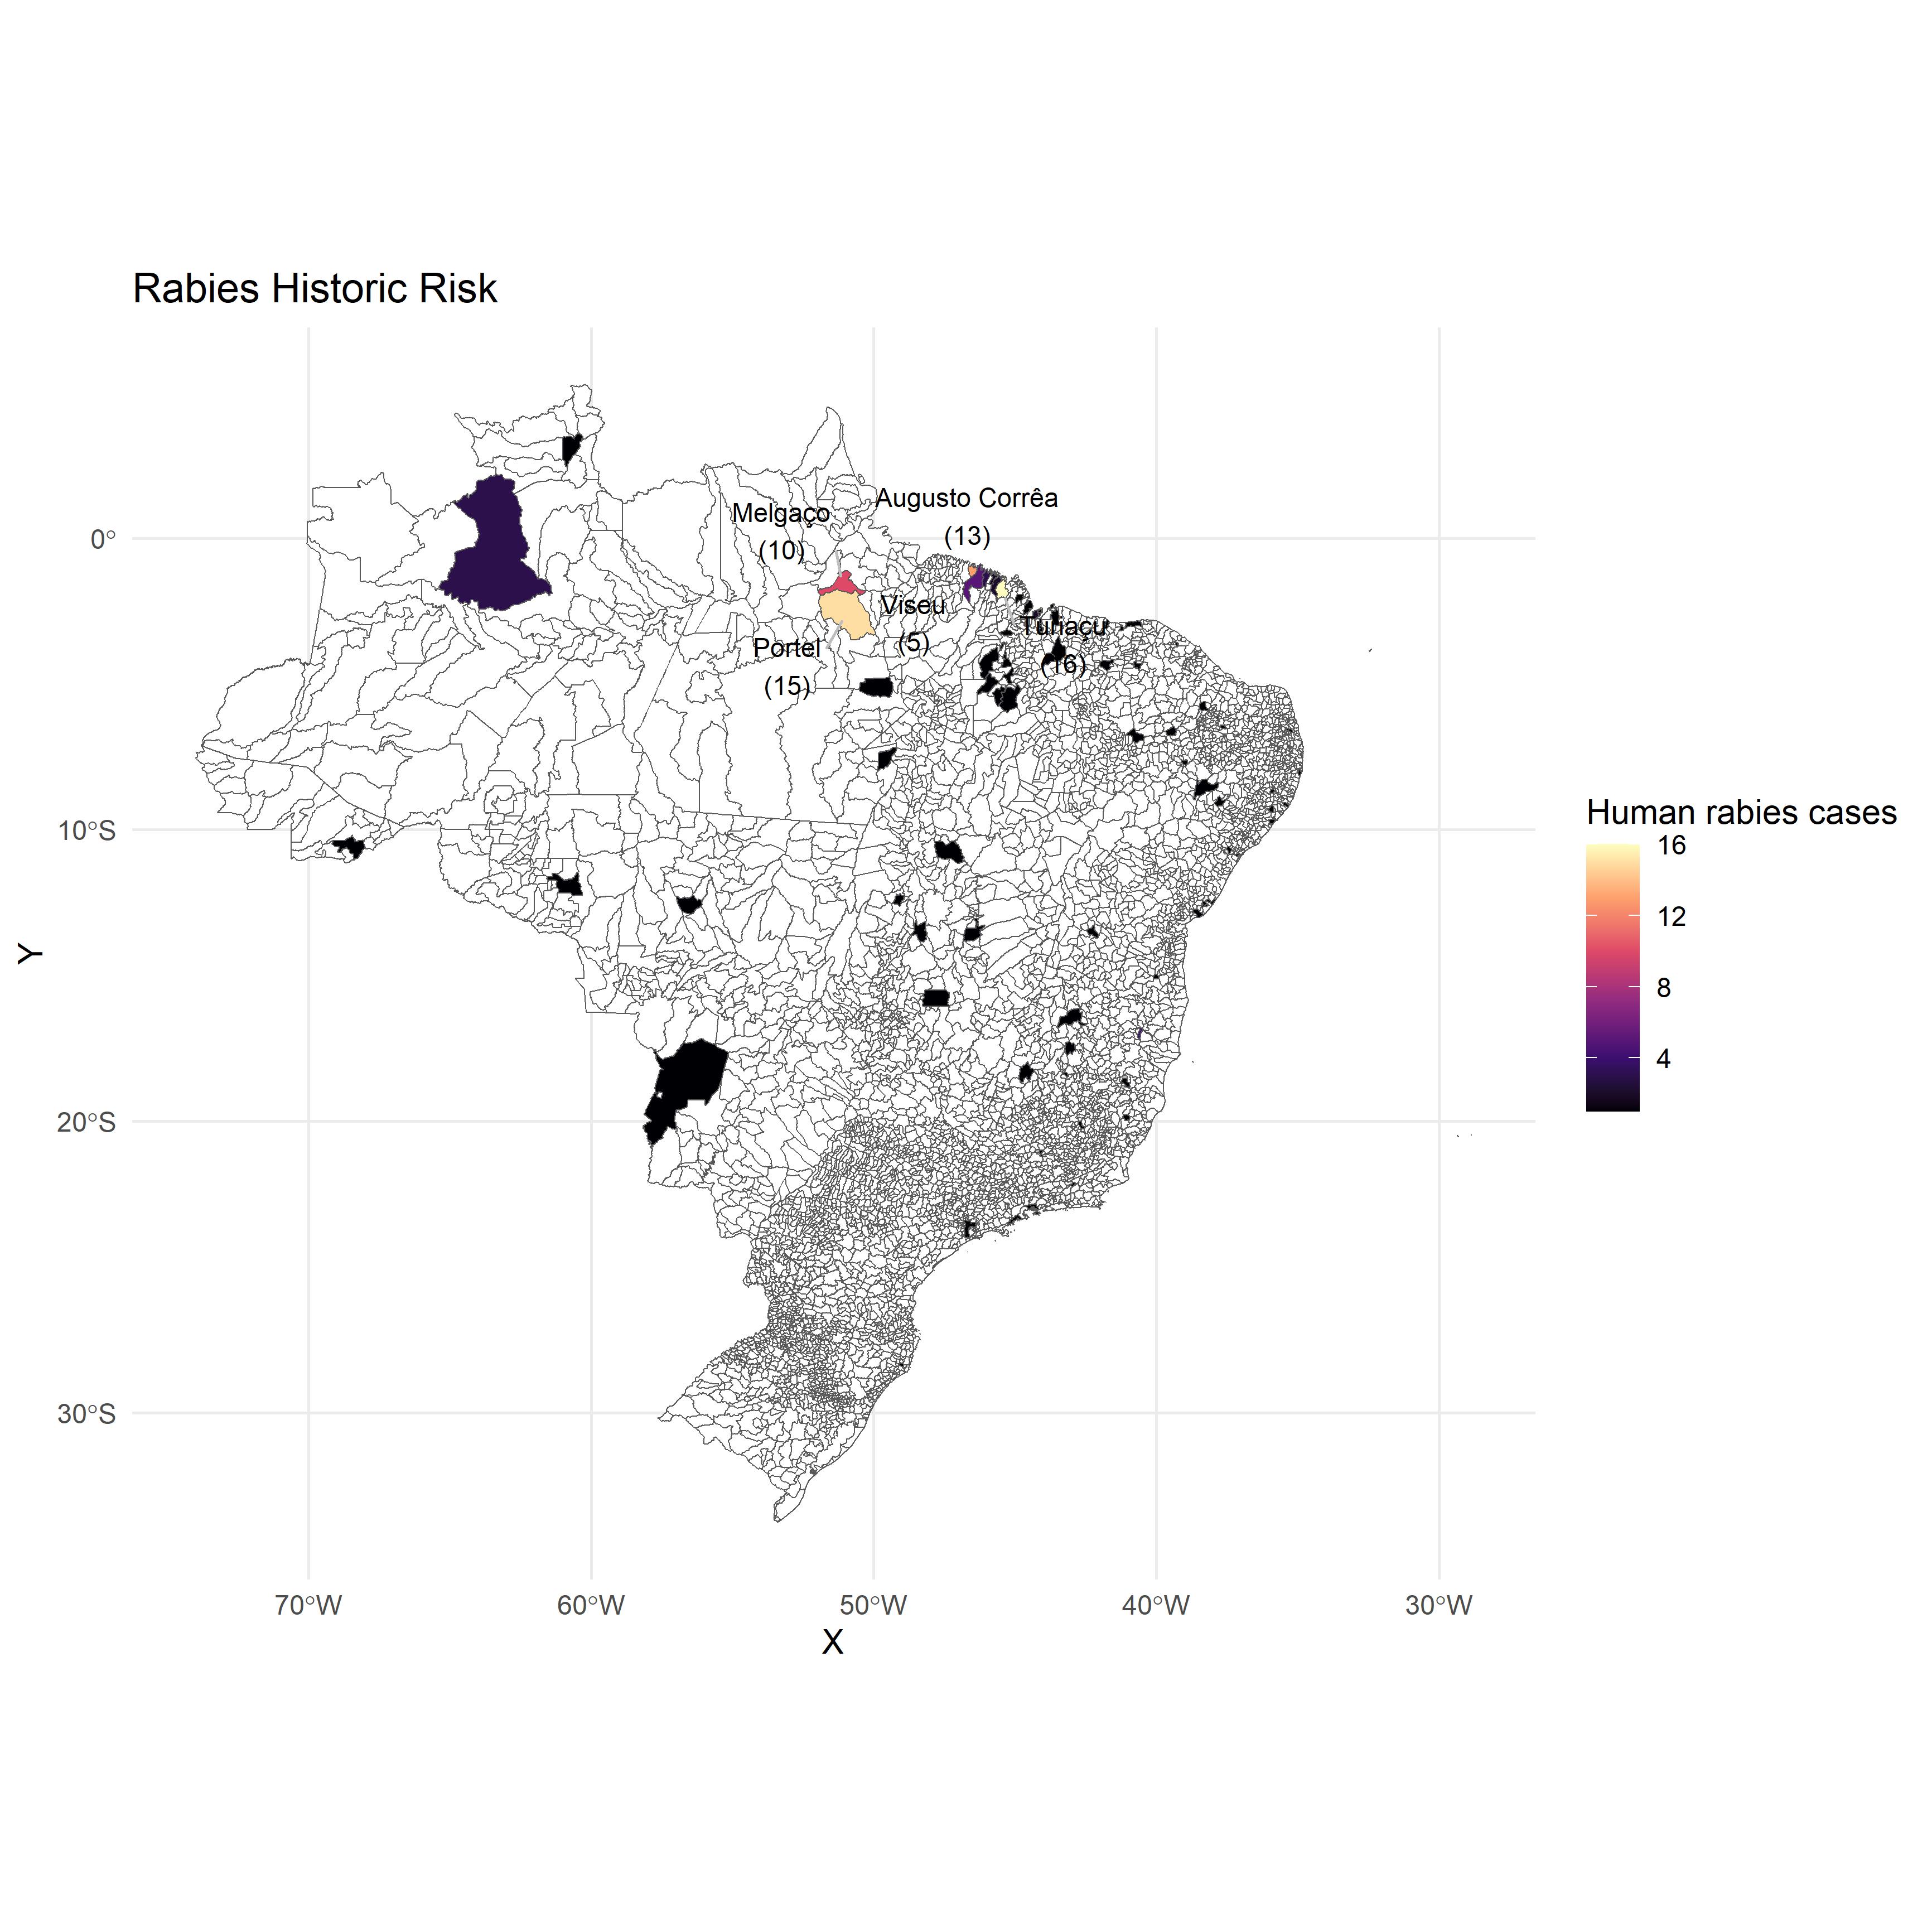 Rabies Historic Risk
Augusto Corrêa
(13)
Melgaço
(10)
Viseu
(5)
Turiaçu
(16)
Portel
(15)
0°
10°S
20°S
30°S
Y
70°W
60°W
50°W
40°W
30°W
X
Human rabies cases
16
12
8
4